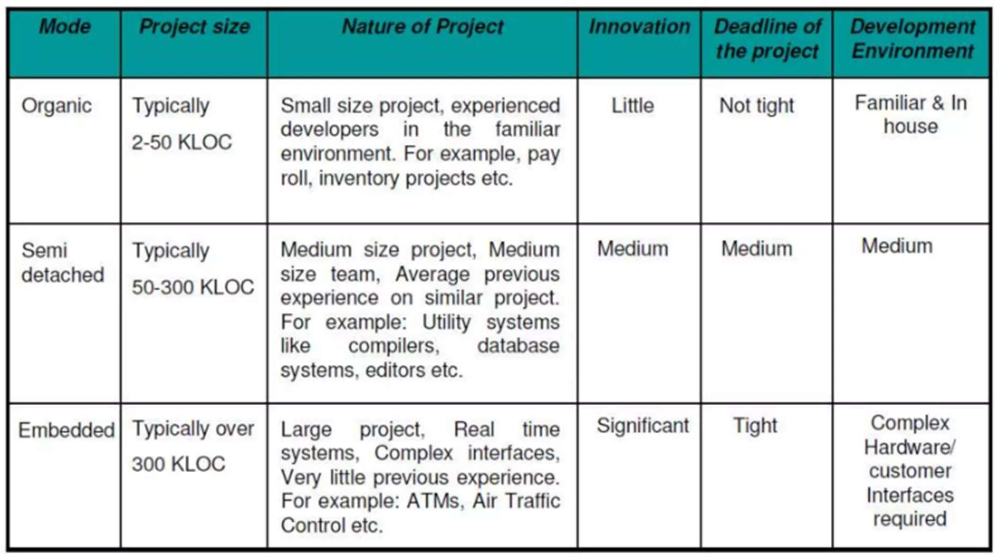 Mode
Project size
Nature of Project
Innovation
Deadline of
the project
Development
Environment
Organic
Typically
2-50 KLOC
Small size project, experienced
developers in the familiar
environment. For example, pay
roll, inventory projects etc.
Little
Not tight
Familiar & In
house
Semi
detached
Typically
50-300 KLOC
Medium size project, Medium
size team, Average previous
experience on similar project.
For example: Utility systems
like compilers, database
systems, editors etc.
Medium
Medium
Medium
Embedded
Typically over
300 KLOC
Large project, Real time
systems, Complex interfaces,
Very little previous experience.
For example: ATMs, Air Traffic
Control etc.
Significant
Tight
Complex
Hardware/
customer
Interfaces
required